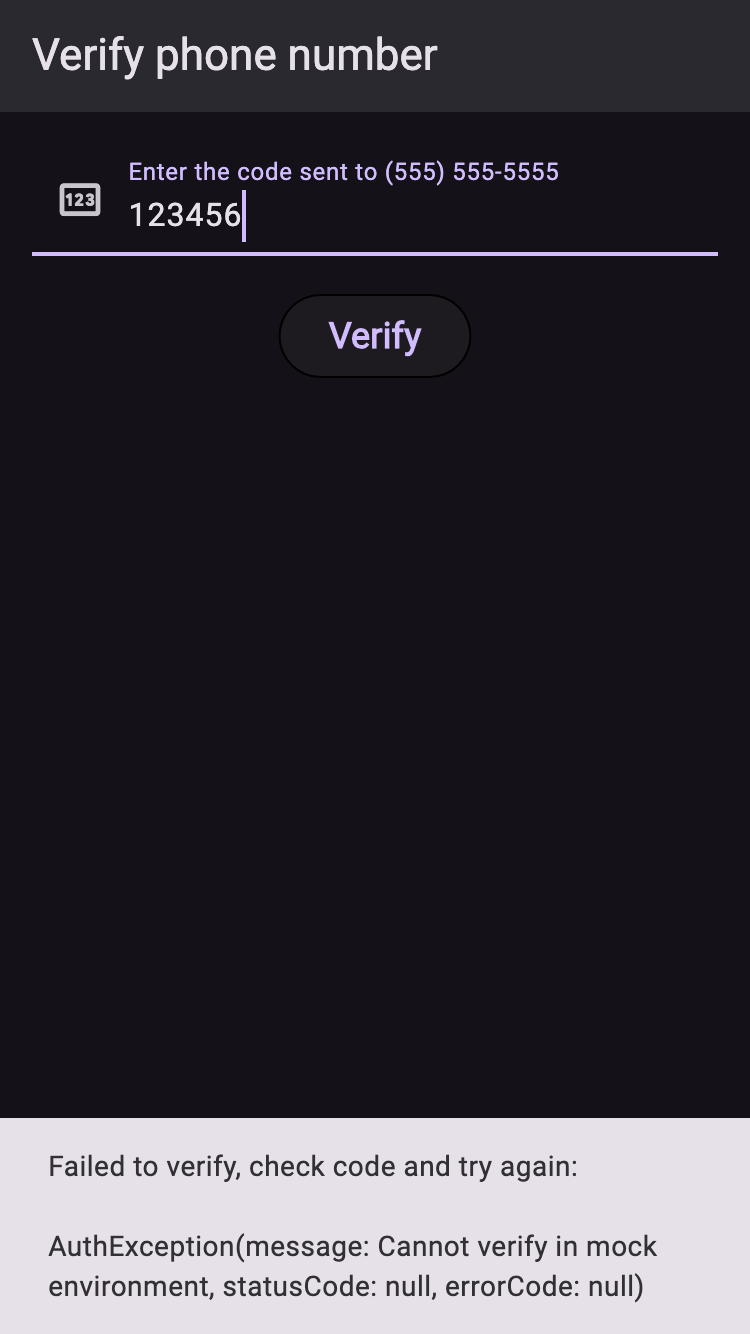 Verify phone number
Enter the code sent to (555) 555-5555
123
123456
Verify
Failed to verify, check code and try again:
AuthException(message: Cannot verify in mock
environment, statusCode: null, errorCode: null)